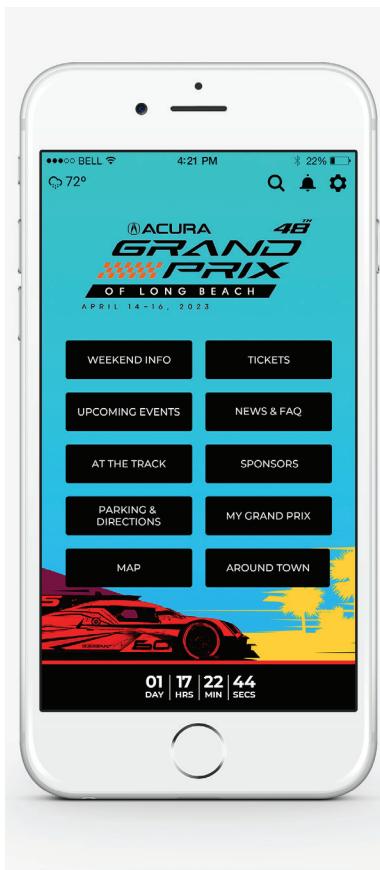 ●●●○○ BELL 4:21 PM 22%
72°
ACURA 48TH
GRAND
PRIX
OF LONG BEACH
APRIL 14-16, 2023
WEEKEND INFO
TICKETS
UPCOMING EVENTS
NEWS & FAQ
AT THE TRACK
SPONSORS
PARKING &
DIRECTIONS
MY GRAND PRIX
MAP
AROUND TOWN
60
01 17 22 44
DAY HRS MIN SECS